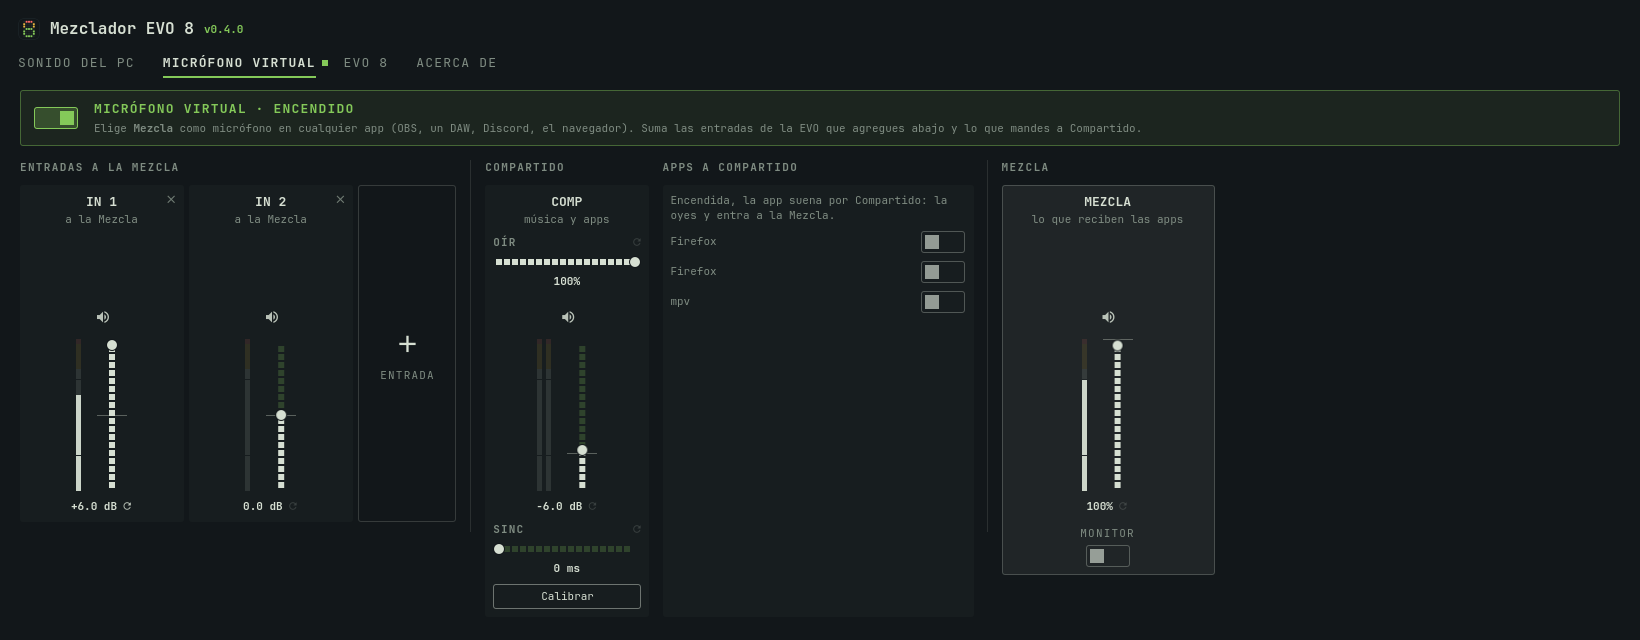 Mezclador EVO 8 v0.4.0
SONIDO DEL PC MICRÓFONO VIRTUAL EVO 8 ACERCA DE
MICRÓFONO VIRTUAL · ENCENDIDO
Elige Mezcla como micrófono en cualquier app (OBS, un DAW, Discord, el navegador). Suma las entradas de la EVO que agregues abajo y lo que mandes a Compartido.
ENTRADAS A LA MEZCLA
IN 1
a la Mezcla
+6.0 dB
IN 2
a la Mezcla
0.0 dB
+
ENTRADA
COMPARTIDO
COMP
música y apps
OÍR
100%
-6.0 dB
SINC
0 ms
Calibrar
APPS A COMPARTIDO
Encendida, la app suena por Compartido: la
oyes y entra a la Mezcla.
Firefox
Firefox
mpv
MEZCLA
MEZCLA
lo que reciben las apps
100%
MONITOR